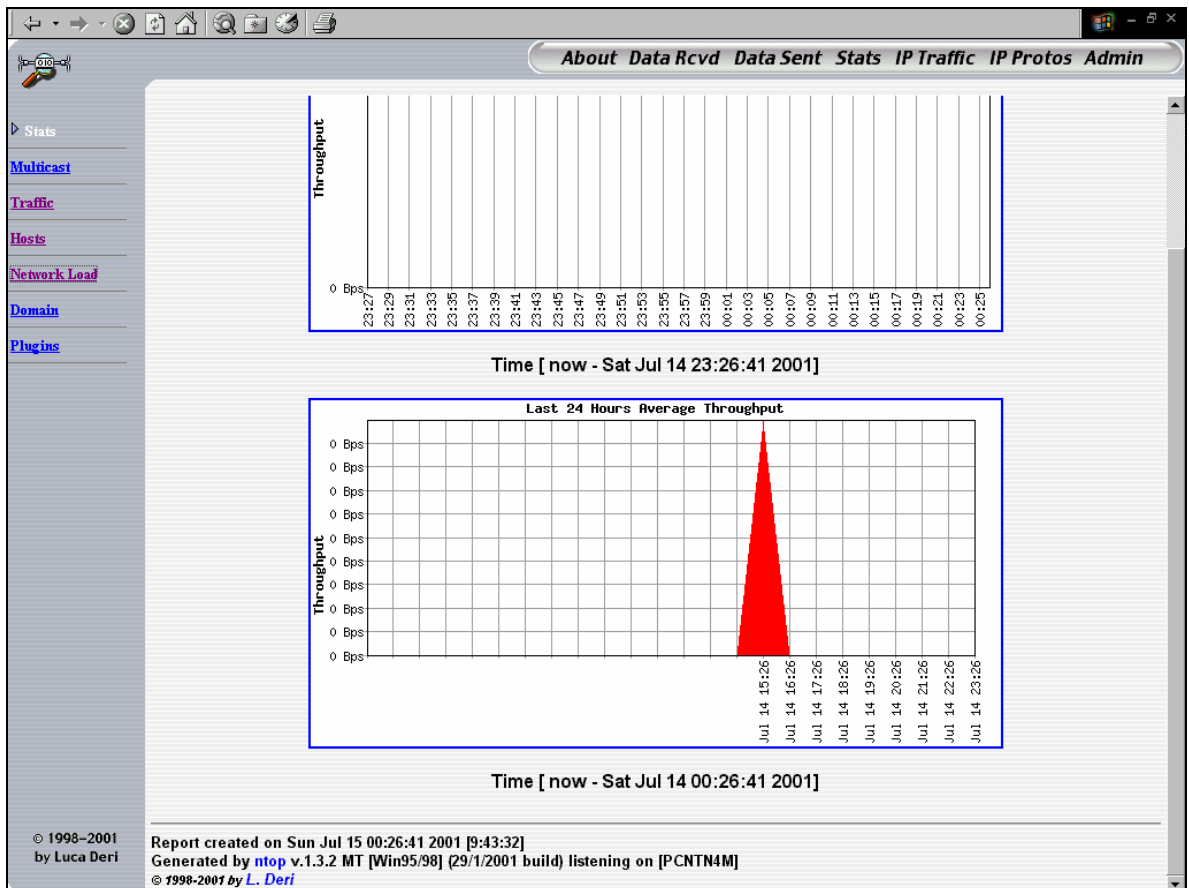 About Data Rcvd Data Sent Stats IP Traffic IP Protos Admin
010
Stats
Multicast
Traffic
Hosts
Network Load
Domain
Plugins
© 1998–2001
by Luca Deri
Throughput
0 Bps
23:27
23:29
23:31
23:33
23:35
23:37
23:39
23:41
23:43
23:45
23:47
23:49
23:51
23:53
23:55
23:57
23:59
00:01
00:03
00:05
00:07
00:09
00:11
00:13
00:15
00:17
00:19
00:21
00:23
00:25
Time [ now - Sat Jul 14 23:26:41 2001]
Last 24 Hours Average Throughput
Throughput
0 Bps
0 Bps
0 Bps
0 Bps
0 Bps
0 Bps
0 Bps
0 Bps
0 Bps
0 Bps
Jul 14 15:26
Jul 14 16:26
Jul 14 17:26
Jul 14 18:26
Jul 14 19:26
Jul 14 20:26
Jul 14 21:26
Jul 14 22:26
Jul 14 23:26
Time [ now - Sat Jul 14 00:26:41 2001]
Report created on Sun Jul 15 00:26:41 2001 [9:43:32]
Generated by ntop v.1.3.2 MT [Win95/98] (29/1/2001 build) listening on [PCNTN4M]
© 1998-2001 by L. Deri